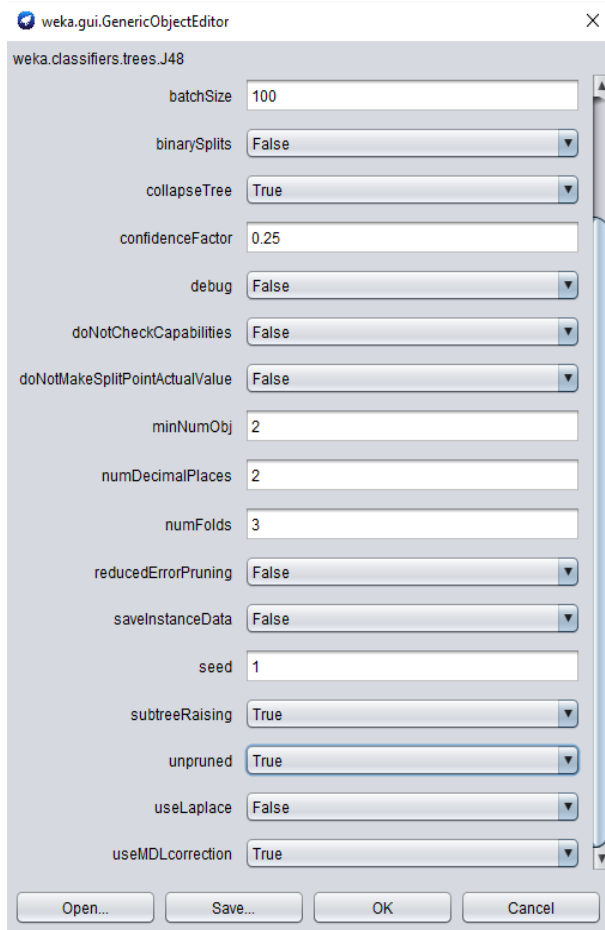 weka.gui.GenericObjectEditor
weka.classifiers.trees.J48
batchSize 100
binarySplits False
collapseTree True
confidenceFactor 0.25
debug False
doNotCheckCapabilities False
doNotMakeSplitPointActualValue False
minNumObj 2
numDecimalPlaces 2
numFolds 3
reducedErrorPruning False
saveInstanceData False
seed 1
subtreeRaising True
unpruned True
useLaplace False
useMDLcorrection True
Open... Save... OK Cancel